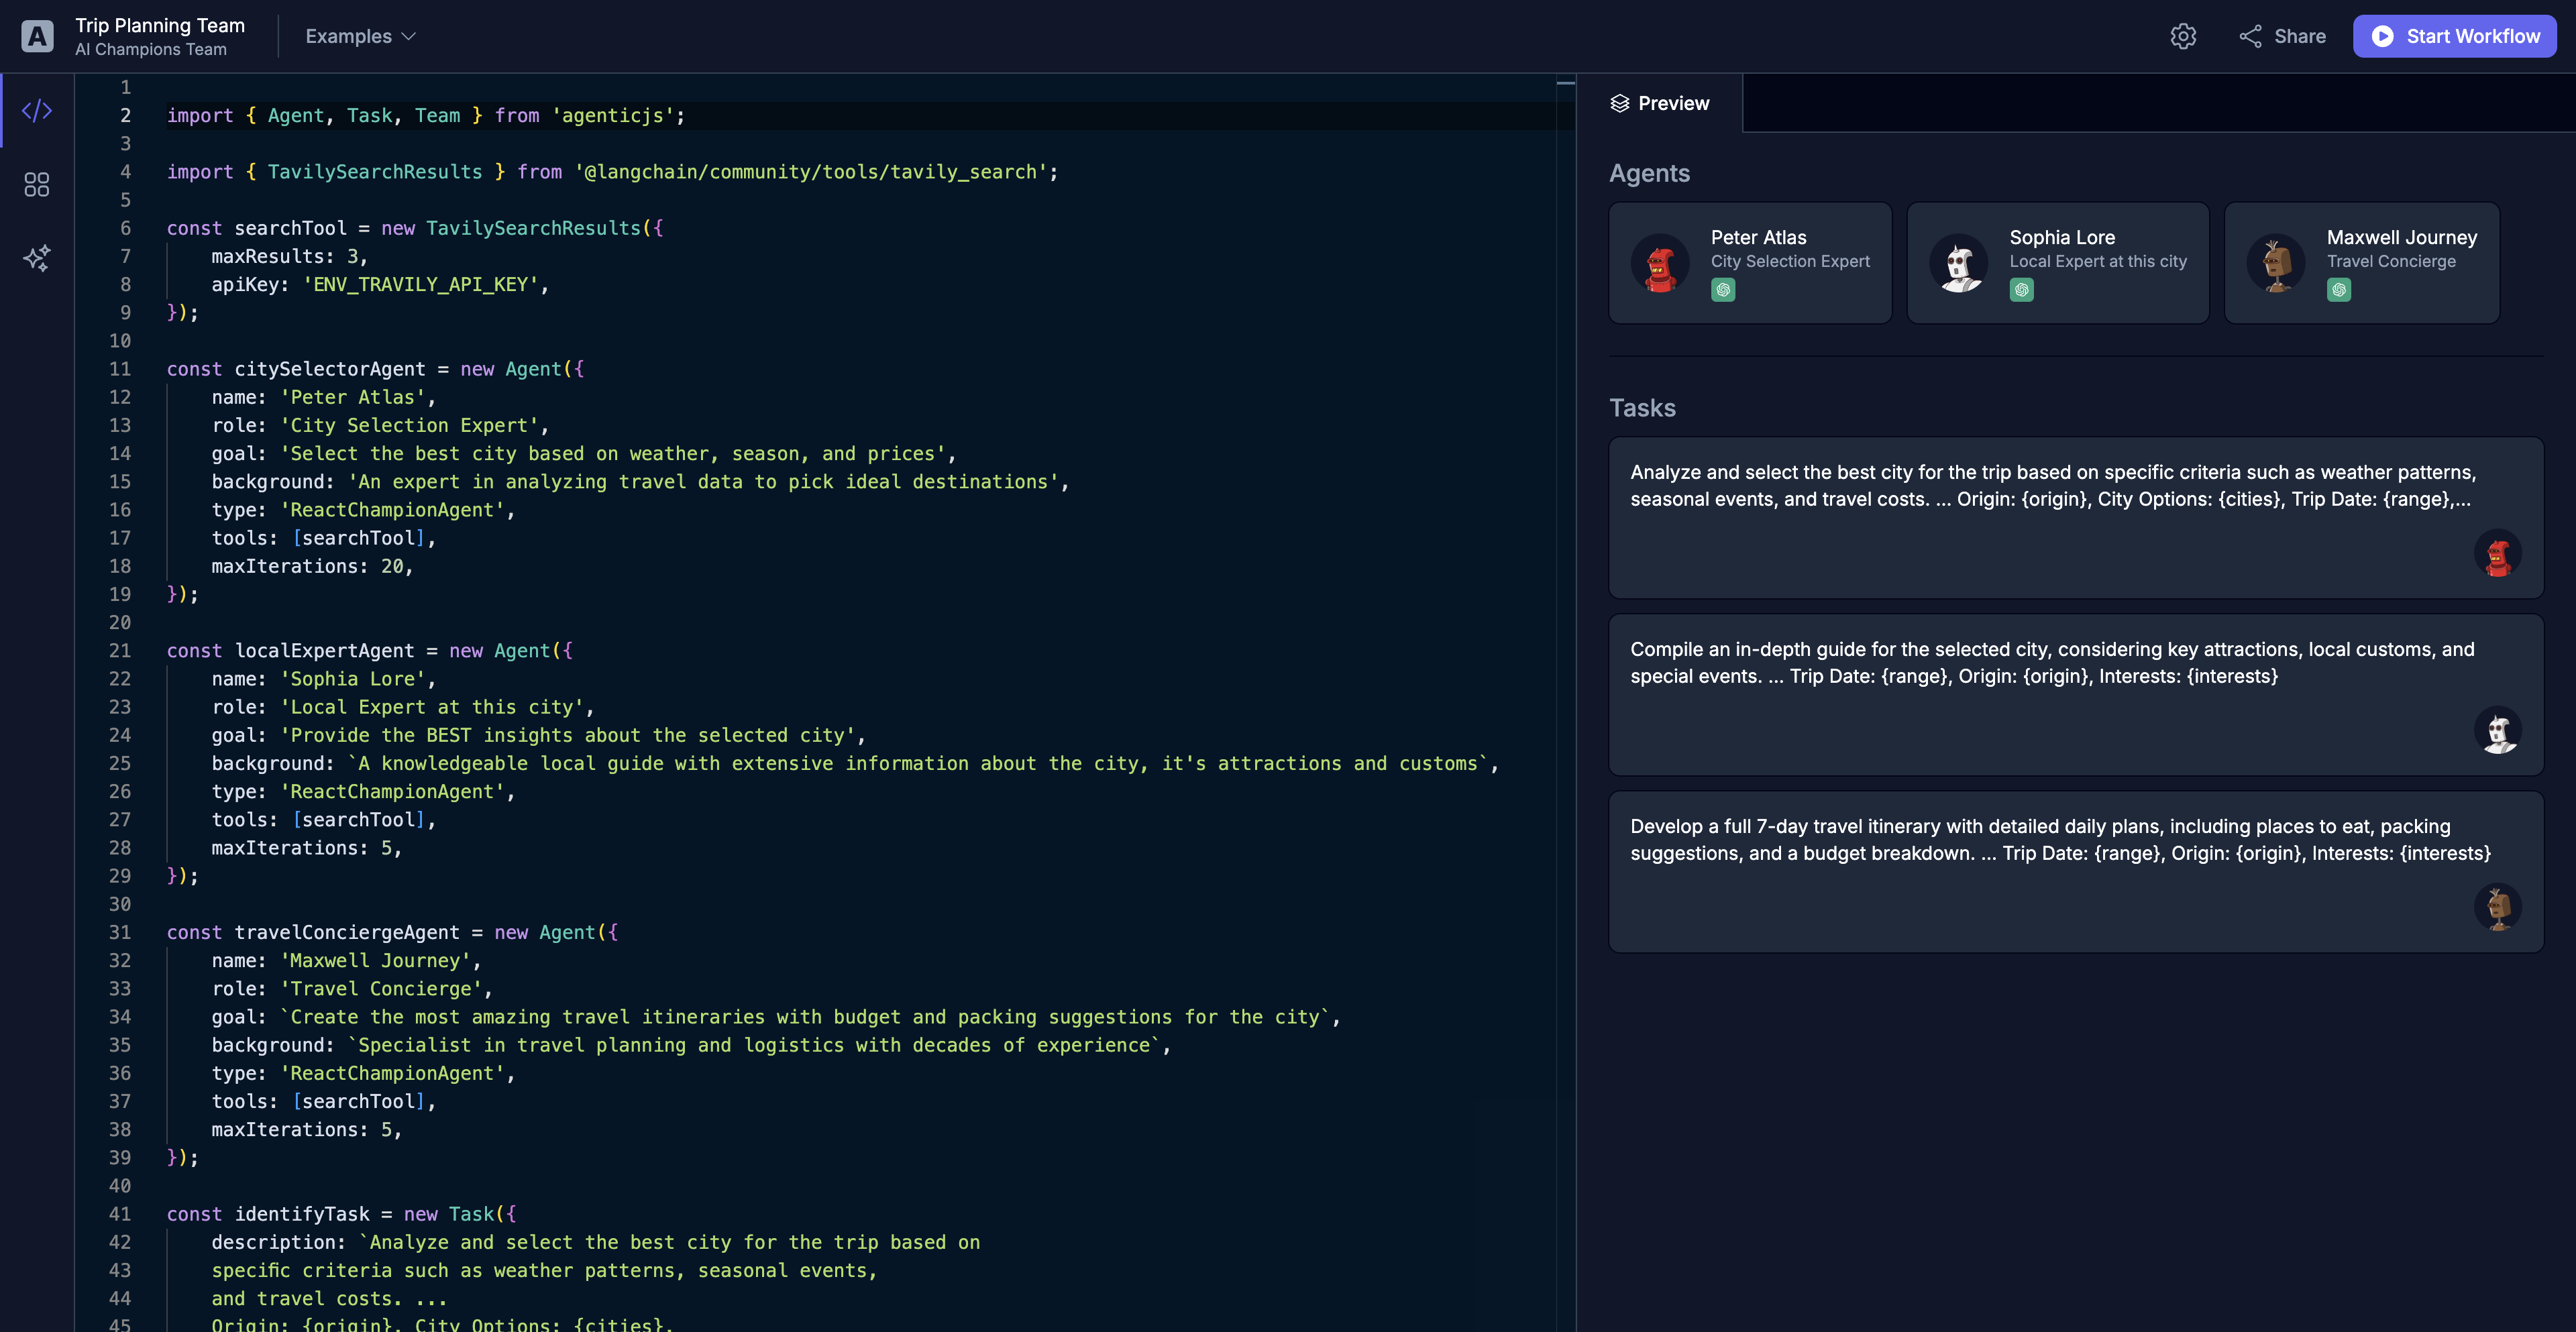 A
Trip Planning Team
AI Champions Team
Examples
Share
Start Workflow
1
2 import { Agent, Task, Team } from 'agenticjs';
3
4 import { TavilySearchResults } from '@langchain/community/tools/tavily_search';
5
6 const searchTool = new TavilySearchResults({
7 maxResults: 3,
8 apiKey: 'ENV_TRAVILY_API_KEY',
9 });
10
11 const citySelectorAgent = new Agent({
12 name: 'Peter Atlas',
13 role: 'City Selection Expert',
14 goal: 'Select the best city based on weather, season, and prices',
15 background: 'An expert in analyzing travel data to pick ideal destinations',
16 type: 'ReactChampionAgent',
17 tools: [searchTool],
18 maxIterations: 20,
19 });
20
21 const localExpertAgent = new Agent({
22 name: 'Sophia Lore',
23 role: 'Local Expert at this city',
24 goal: 'Provide the BEST insights about the selected city',
25 background: `A knowledgeable local guide with extensive information about the city, it's attractions and customs`,
26 type: 'ReactChampionAgent',
27 tools: [searchTool],
28 maxIterations: 5,
29 });
30
31 const travelConciergeAgent = new Agent({
32 name: 'Maxwell Journey',
33 role: 'Travel Concierge',
34 goal: `Create the most amazing travel itineraries with budget and packing suggestions for the city`,
35 background: `Specialist in travel planning and logistics with decades of experience`,
36 type: 'ReactChampionAgent',
37 tools: [searchTool],
38 maxIterations: 5,
39 });
40
41 const identifyTask = new Task({
42 description: `Analyze and select the best city for the trip based on
43 specific criteria such as weather patterns, seasonal events,
44 and travel costs. ...
45 Origin: {origin}, City Options: {cities},
Preview
Agents
Peter Atlas
City Selection Expert
Sophia Lore
Local Expert at this city
Maxwell Journey
Travel Concierge
Tasks
Analyze and select the best city for the trip based on specific criteria such as weather patterns,
seasonal events, and travel costs. ... Origin: {origin}, City Options: {cities}, Trip Date: {range},...
Compile an in-depth guide for the selected city, considering key attractions, local customs, and
special events. ... Trip Date: {range}, Origin: {origin}, Interests: {interests}
Develop a full 7-day travel itinerary with detailed daily plans, including places to eat, packing
suggestions, and a budget breakdown. ... Trip Date: {range}, Origin: {origin}, Interests: {interests}